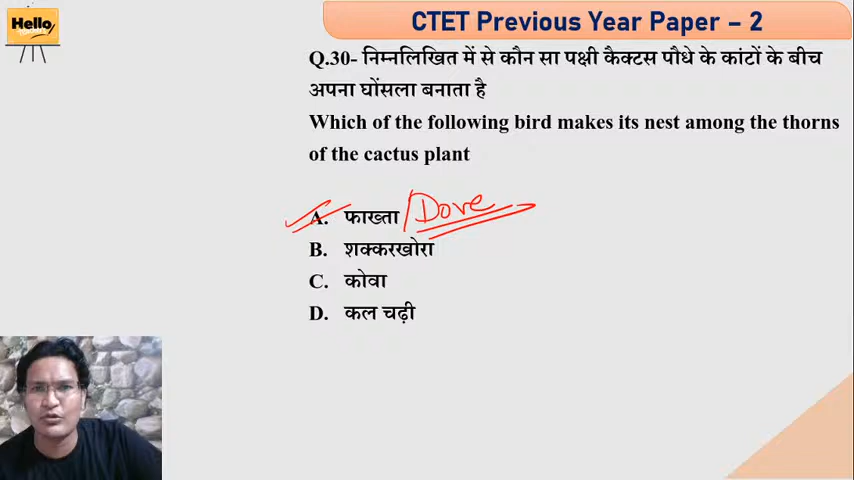 Hello
CTET Previous Year Paper – 2
Q.30- निम्नलिखित में से कौन सा पक्षी कैक्टस पौधे के कांटों के बीच
अपना घोंसला बनाता है
Which of the following bird makes its nest among the thorns
of the cactus plant
A. फाख्ता /Dove
B. शक्करखोरा
C. कोवा
D. कल चढ़ी